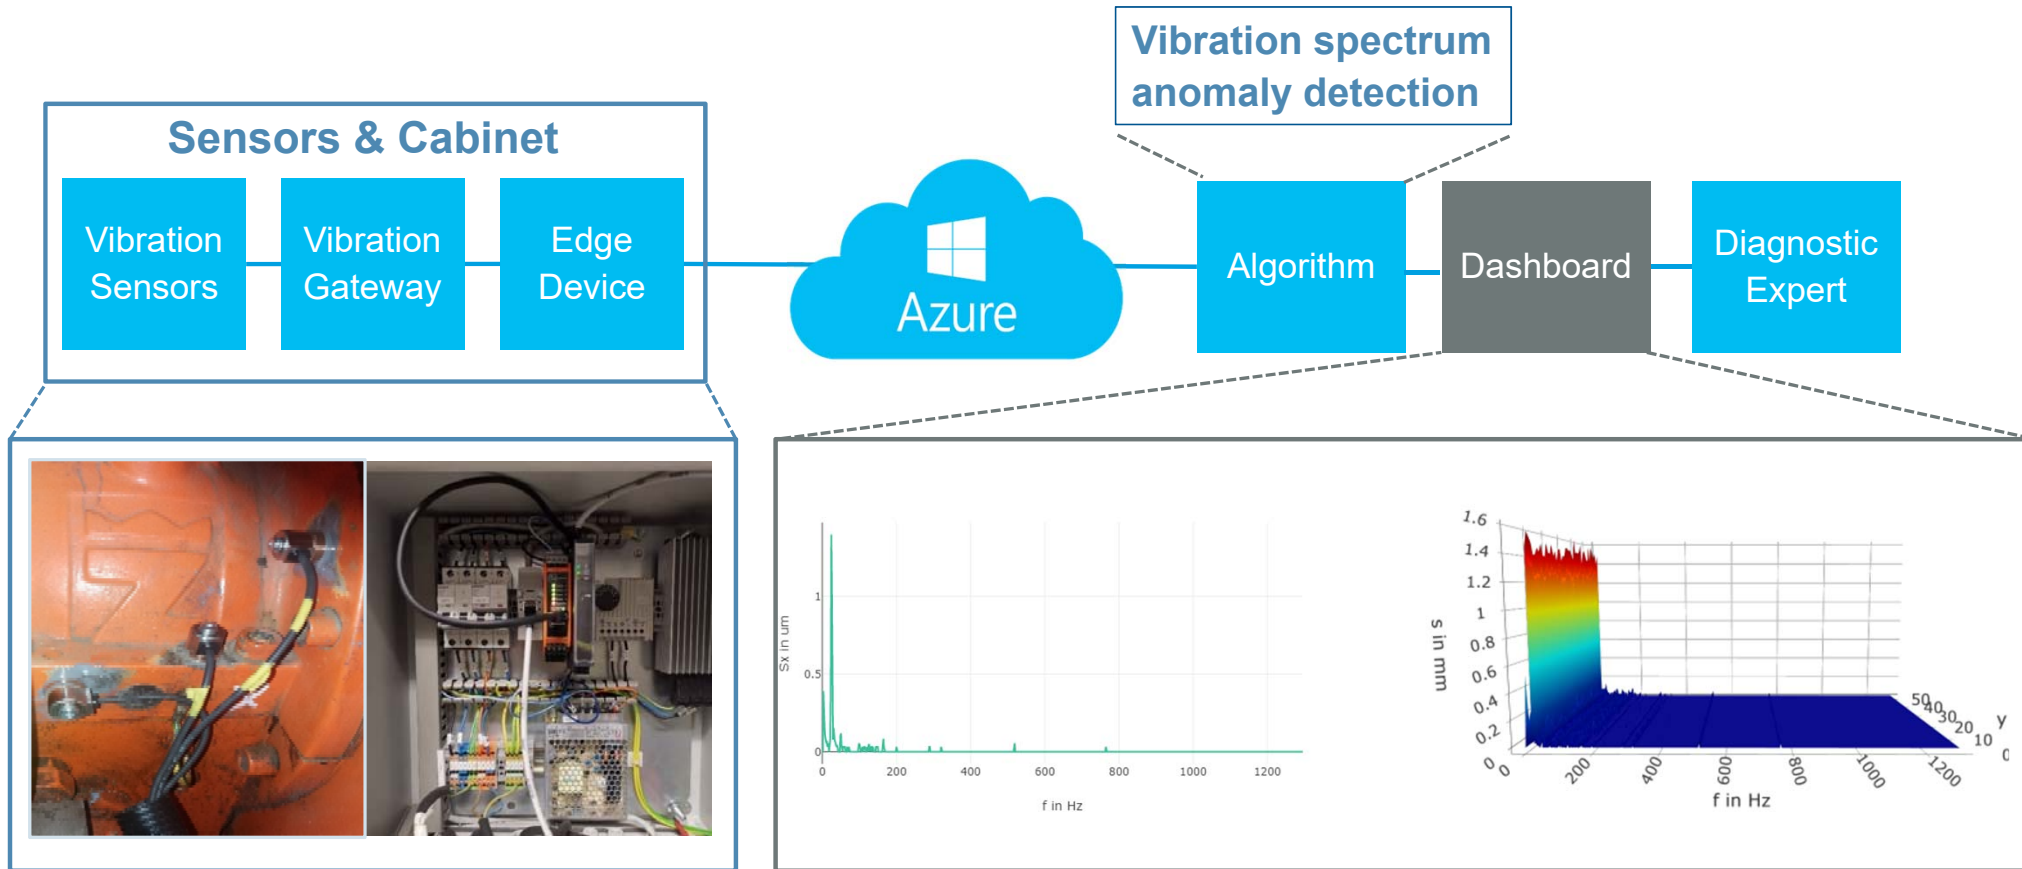 Vibration spectrum
anomaly detection
Sensors & Cabinet
Vibration
Sensors
Vibration
Gateway
Edge
Device
Azure
Algorithm
Dashboard
Diagnostic
Expert
Sx in um
1
0.5
0
0 200 400 600 800 1000 1200
f in Hz
s in mm
1.6
1.4
1.2
1
0.8
0.6
0.4
0.2
0
0 200 400 600 800 1000 1200
f in Hz
50 40 30 20 10 0
y